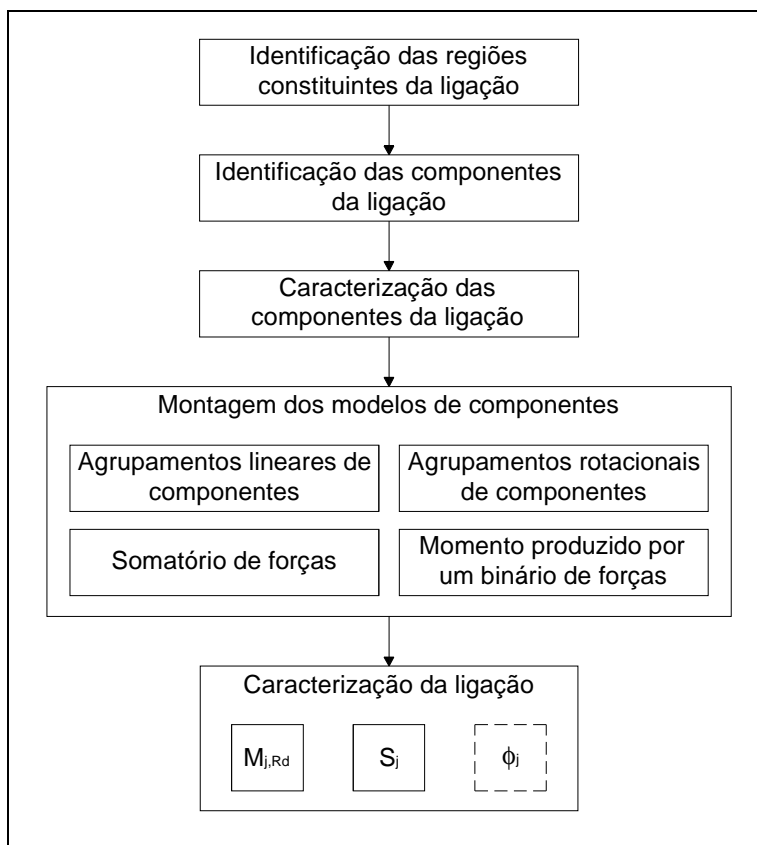 Identificação das regiões
constituintes da ligação
Identificação das componentes
da ligação
Caracterização das
componentes da ligação
Montagem dos modelos de componentes
Agrupamentos lineares de
componentes
Agrupamentos rotacionais
de componentes
Somatório de forças
Momento produzido por
um binário de forças
Caracterização da ligação
Mj,Rd
Sj
ϕj